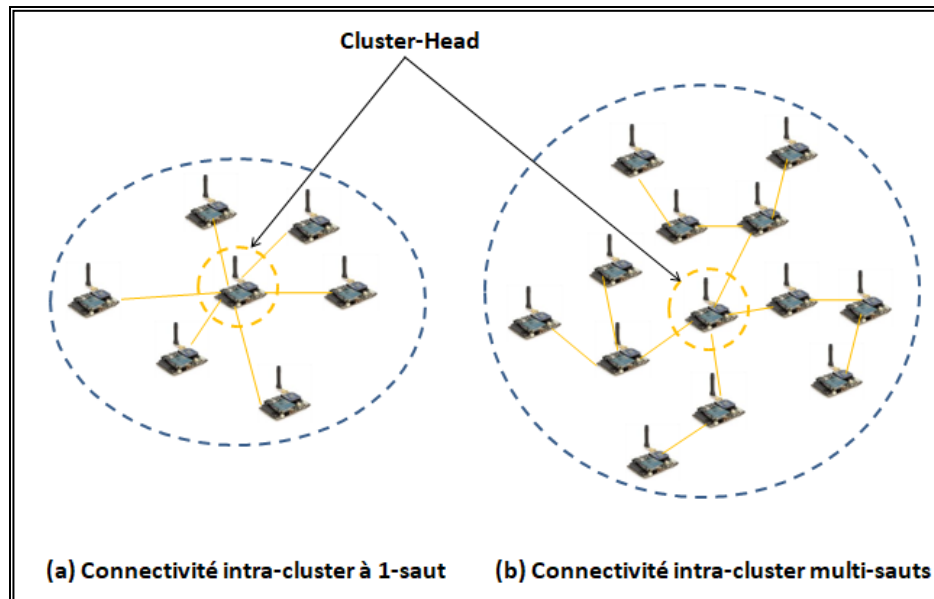 Cluster-Head
(a) Connectivité intra-cluster à 1-saut
(b) Connectivité intra-cluster multi-sauts